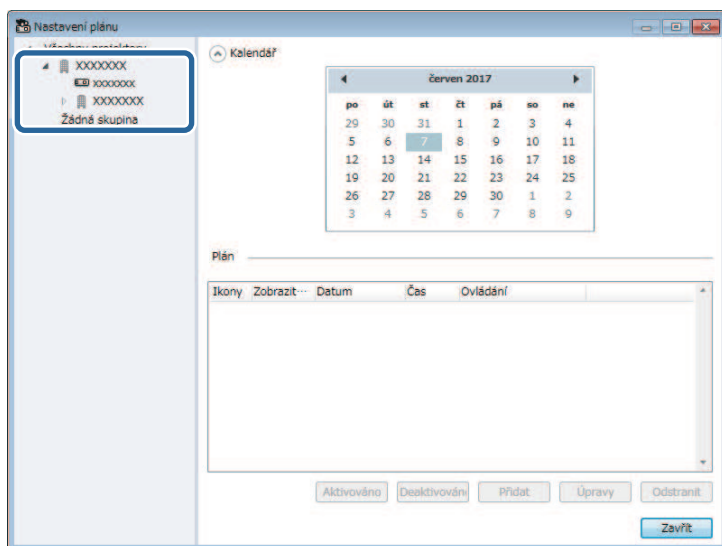 Nastavení plánu
Všechny projektory
XXXXXXX
XXXXXXX
XXXXXXX
Žádná skupina
Kalendář
červen 2017
po út st čt pá so ne
29 30 31 1 2 3 4
5 6 7 8 9 10 11
12 13 14 15 16 17 18
19 20 21 22 23 24 25
26 27 28 29 30 1 2
3 4 5 6 7 8 9
Plán
Ikony Zobrazit··· Datum Čas Ovládání
Aktivováno Deaktivován Přidat Úpravy Odstranit
Zavřít